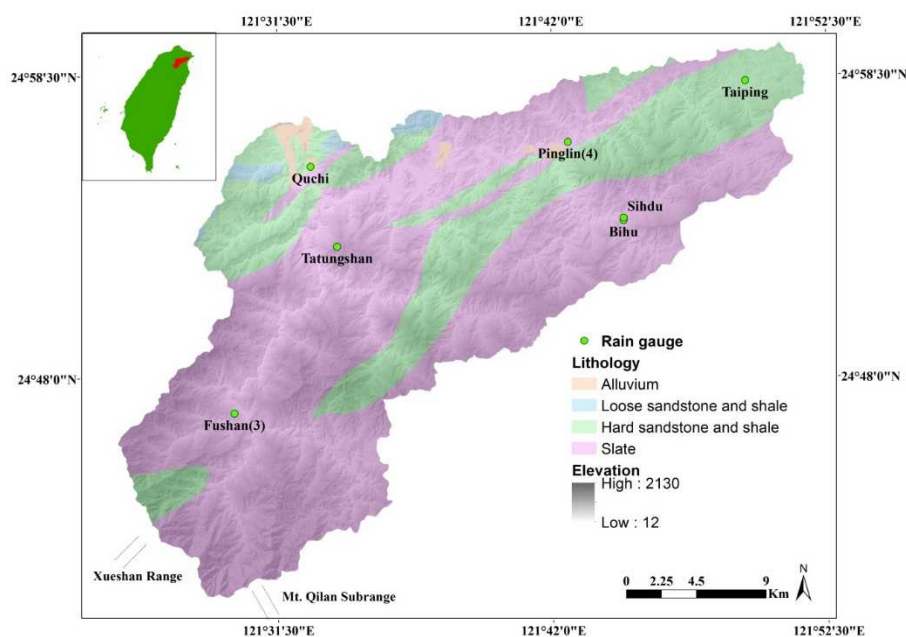 121°31'30"E
121°42'0"E
121°52'30"E
24°58'30"N
24°58'30"N
Taiping
Pinglin(4)
Quchi
Sihdu
Bihu
Tatungshan
Rain gauge
Lithology
Alluvium
Loose sandstone and shale
Hard sandstone and shale
Slate
24°48'0"N
24°48'0"N
Fushan(3)
Elevation
High : 2130
Low : 12
Xueshan Range
Mt. Qilan Subrange
N
0 2.25 4.5 9
Km
121°31'30"E
121°42'0"E
121°52'30"E